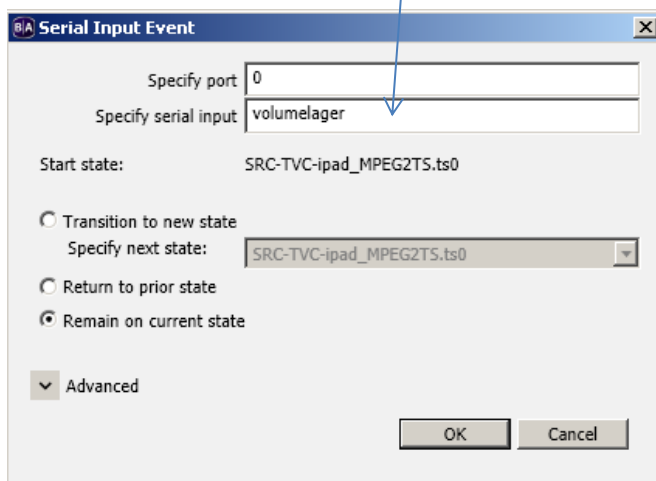 BA Serial Input Event
Specify port 0
Specify serial input volumelager
Start state: SRC-TVC-ipad_MPEG2TS.ts0
Transition to new state
Specify next state: SRC-TVC-ipad_MPEG2TS.ts0
Return to prior state
Remain on current state
Advanced
OK Cancel